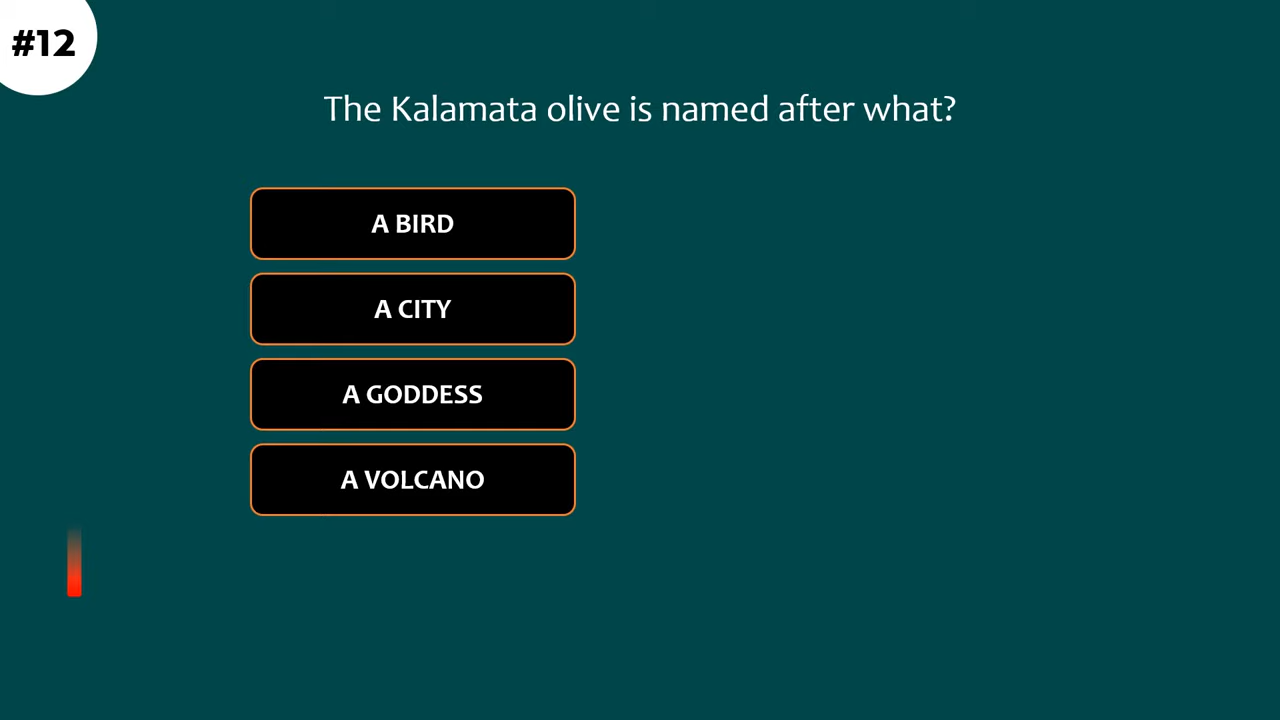 #12
The Kalamata olive is named after what?
A BIRD
A CITY
A GODDESS
A VOLCANO